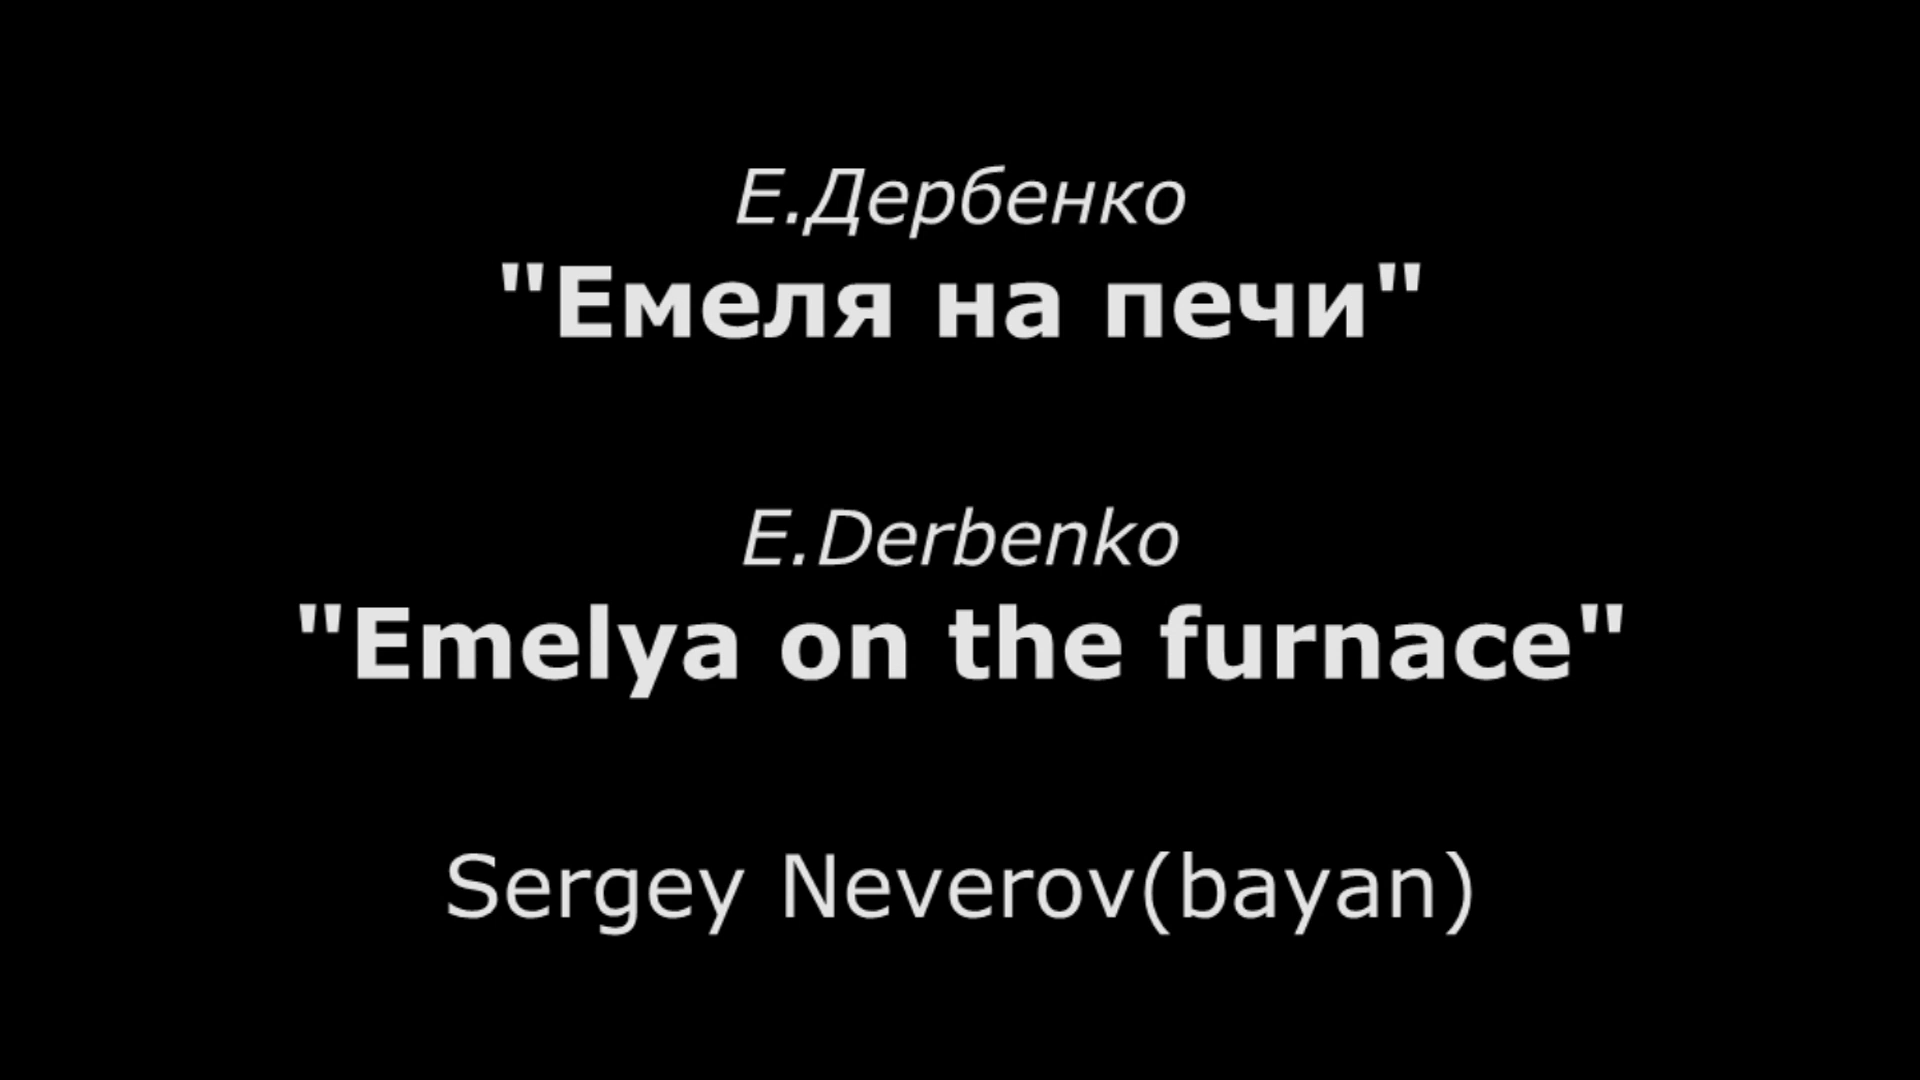 Е.Дербенко
"Емеля на печи"
E.Derbenko
"Emelya on the furnace"
Sergey Neverov(bayan)